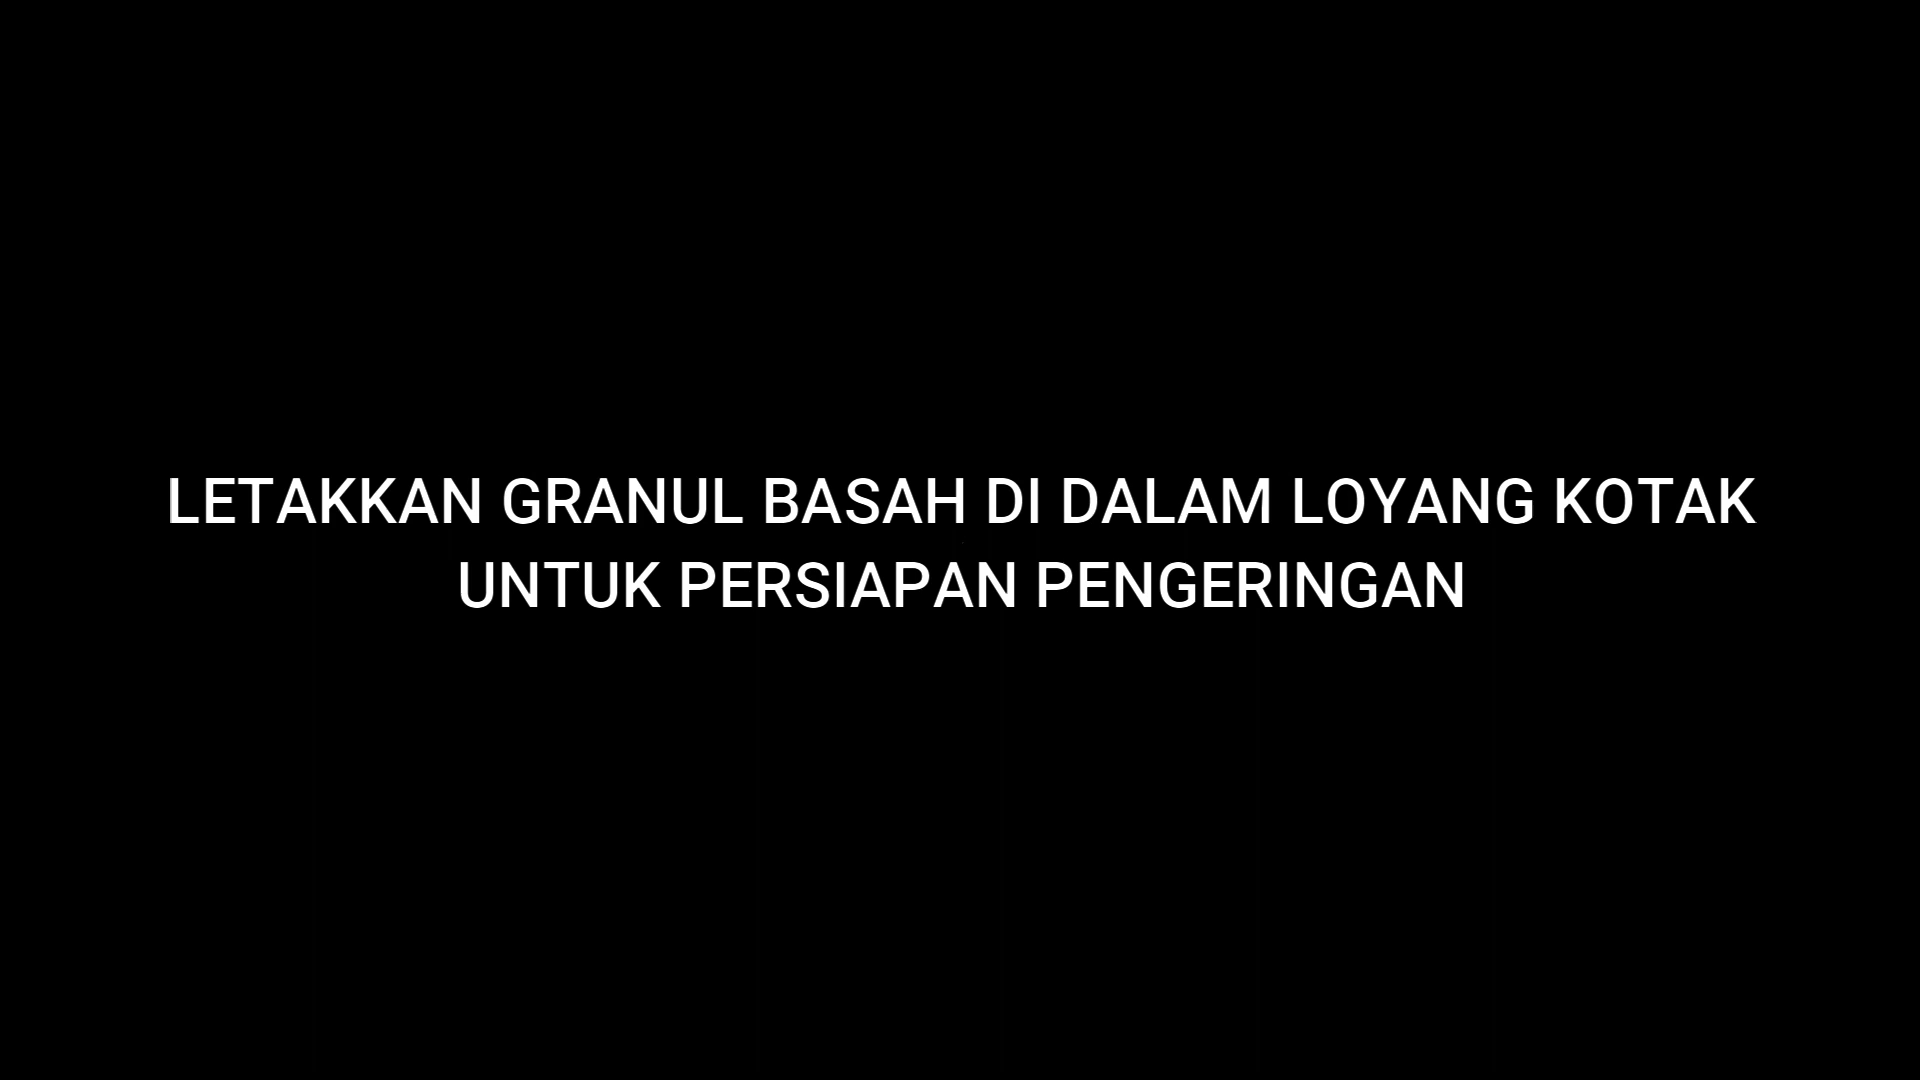 LETAKKAN GRANUL BASAH DI DALAM LOYANG KOTAK
UNTUK PERSIAPAN PENGERINGAN